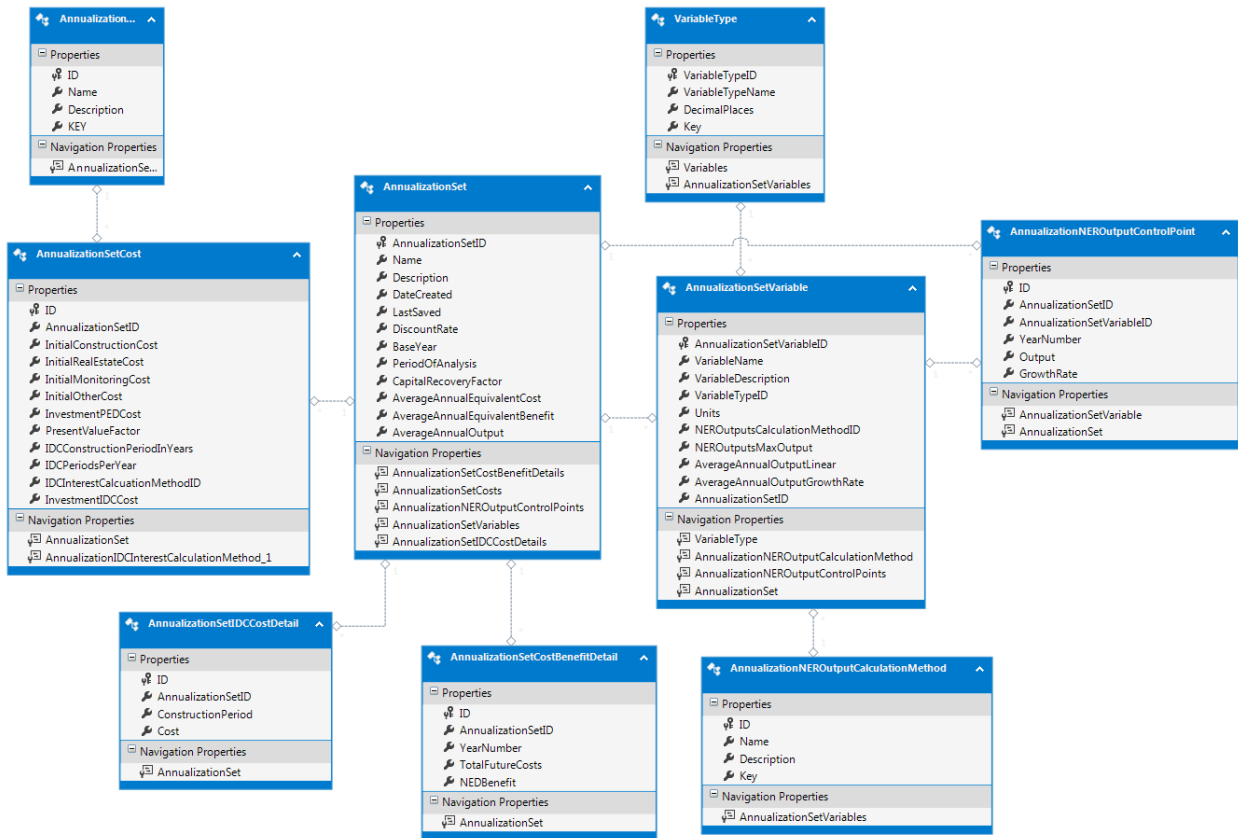 Annualization...
Properties
ID
Name
Description
KEY
Navigation Properties
AnnualizationSe...
VariableType
Properties
VariableTypeID
VariableTypeName
DecimalPlaces
Key
Navigation Properties
Variables
AnnualizationSetVariables
AnnualizationSet
Properties
AnnualizationSetID
Name
Description
DateCreated
LastSaved
DiscountRate
BaseYear
PeriodOfAnalysis
CapitalRecoveryFactor
AverageAnnualEquivalentCost
AverageAnnualEquivalentBenefit
AverageAnnualOutput
Navigation Properties
AnnualizationSetCostBenefitDetails
AnnualizationSetCosts
AnnualizationNEROutputControlPoints
AnnualizationSetVariables
AnnualizationSetIDCCostDetails
AnnualizationNEROutputControlPoint
Properties
ID
AnnualizationSetID
AnnualizationSetVariableID
YearNumber
Output
GrowthRate
Navigation Properties
AnnualizationSetVariable
AnnualizationSet
AnnualizationSetCost
Properties
ID
AnnualizationSetID
InitialConstructionCost
InitialRealEstateCost
InitialMonitoringCost
InitialOtherCost
InvestmentPEDCost
PresentValueFactor
IDCConstructionPeriodInYears
IDCPeriodsPerYear
IDCInterestCalcuationMethodID
InvestmentIDCCost
Navigation Properties
AnnualizationSet
AnnualizationIDCInterestCalculationMethod_1
AnnualizationSetVariable
Properties
AnnualizationSetVariableID
VariableName
VariableDescription
VariableTypeID
Units
NEROutputsCalculationMethodID
NEROutputsMaxOutput
AverageAnnualOutputLinear
AverageAnnualOutputGrowthRate
AnnualizationSetID
Navigation Properties
VariableType
AnnualizationNEROutputCalculationMethod
AnnualizationNEROutputControlPoints
AnnualizationSet
AnnualizationSetIDCCostDetail
Properties
ID
AnnualizationSetID
ConstructionPeriod
Cost
Navigation Properties
AnnualizationSet
AnnualizationSetCostBenefitDetail
Properties
ID
AnnualizationSetID
YearNumber
TotalFutureCosts
NEDBenefit
Navigation Properties
AnnualizationSet
AnnualizationNEROutputCalculationMethod
Properties
ID
Name
Description
Key
Navigation Properties
AnnualizationSetVariables